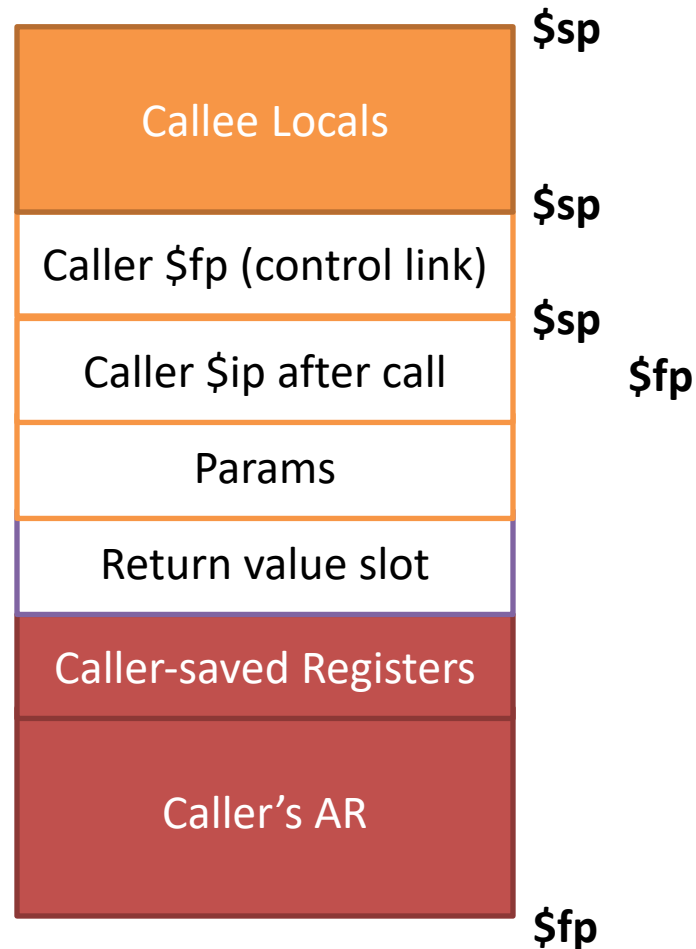 $sp
Callee Locals
$sp
Caller $fp (control link)
$sp
Caller $ip after call
$fp
Params
Return value slot
Caller-saved Registers
Caller’s AR
$fp